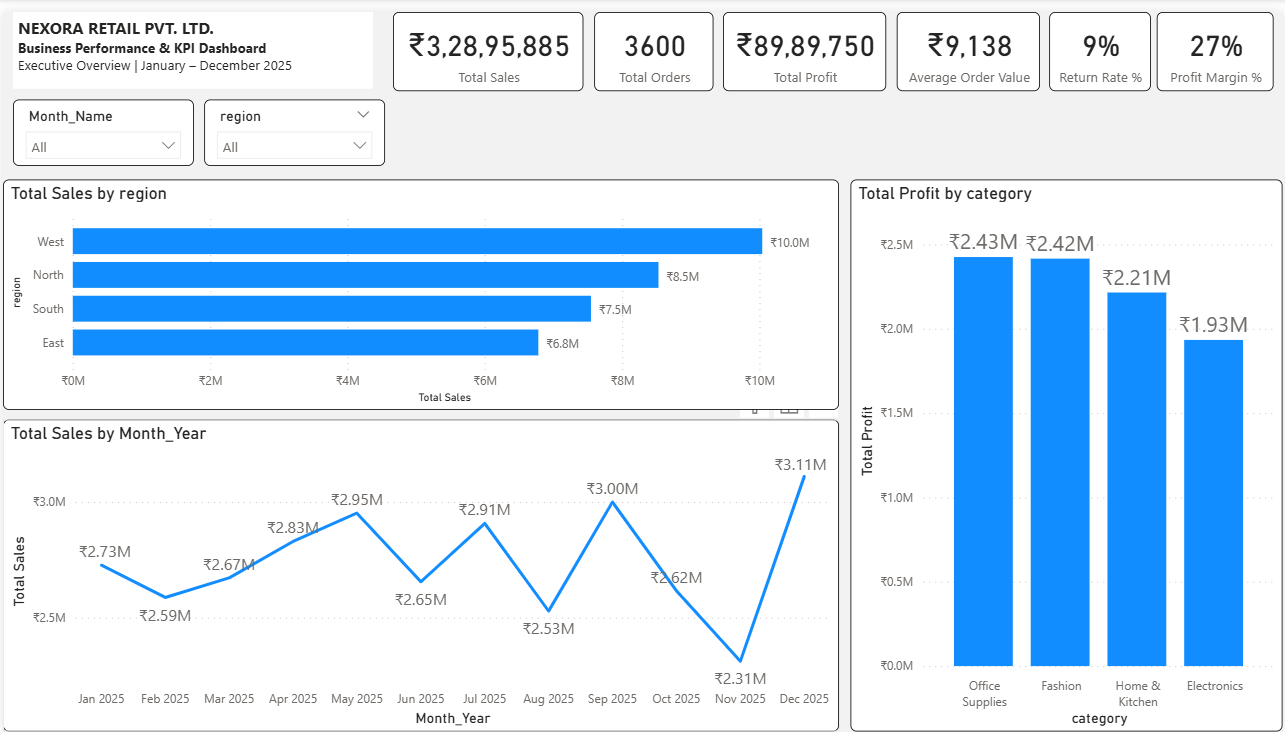 NEXORA RETAIL PVT. LTD.
Business Performance & KPI Dashboard
Executive Overview | January – December 2025
₹3,28,95,885
Total Sales
3600
Total Orders
₹89,89,750
Total Profit
₹9,138
Average Order Value
9%
Return Rate %
27%
Profit Margin %
Month_Name
All
region
All
Total Sales by region
region
West
₹10.0M
North
₹8.5M
South
₹7.5M
East
₹6.8M
₹0M ₹2M ₹4M ₹6M ₹8M ₹10M
Total Sales
Total Sales by Month_Year
Total Sales
₹3.0M
₹2.5M
₹2.73M
₹2.59M
₹2.67M
₹2.83M
₹2.95M
₹2.65M
₹2.91M
₹2.53M
₹3.00M
₹2.62M
₹2.31M
₹3.11M
Jan 2025 Feb 2025 Mar 2025 Apr 2025 May 2025 Jun 2025 Jul 2025 Aug 2025 Sep 2025 Oct 2025 Nov 2025 Dec 2025
Month_Year
Total Profit by category
Total Profit
₹2.5M
₹2.0M
₹1.5M
₹1.0M
₹0.5M
₹0.0M
₹2.43M
₹2.42M
₹2.21M
₹1.93M
Office
Supplies
Fashion
Home &
Kitchen
Electronics
category